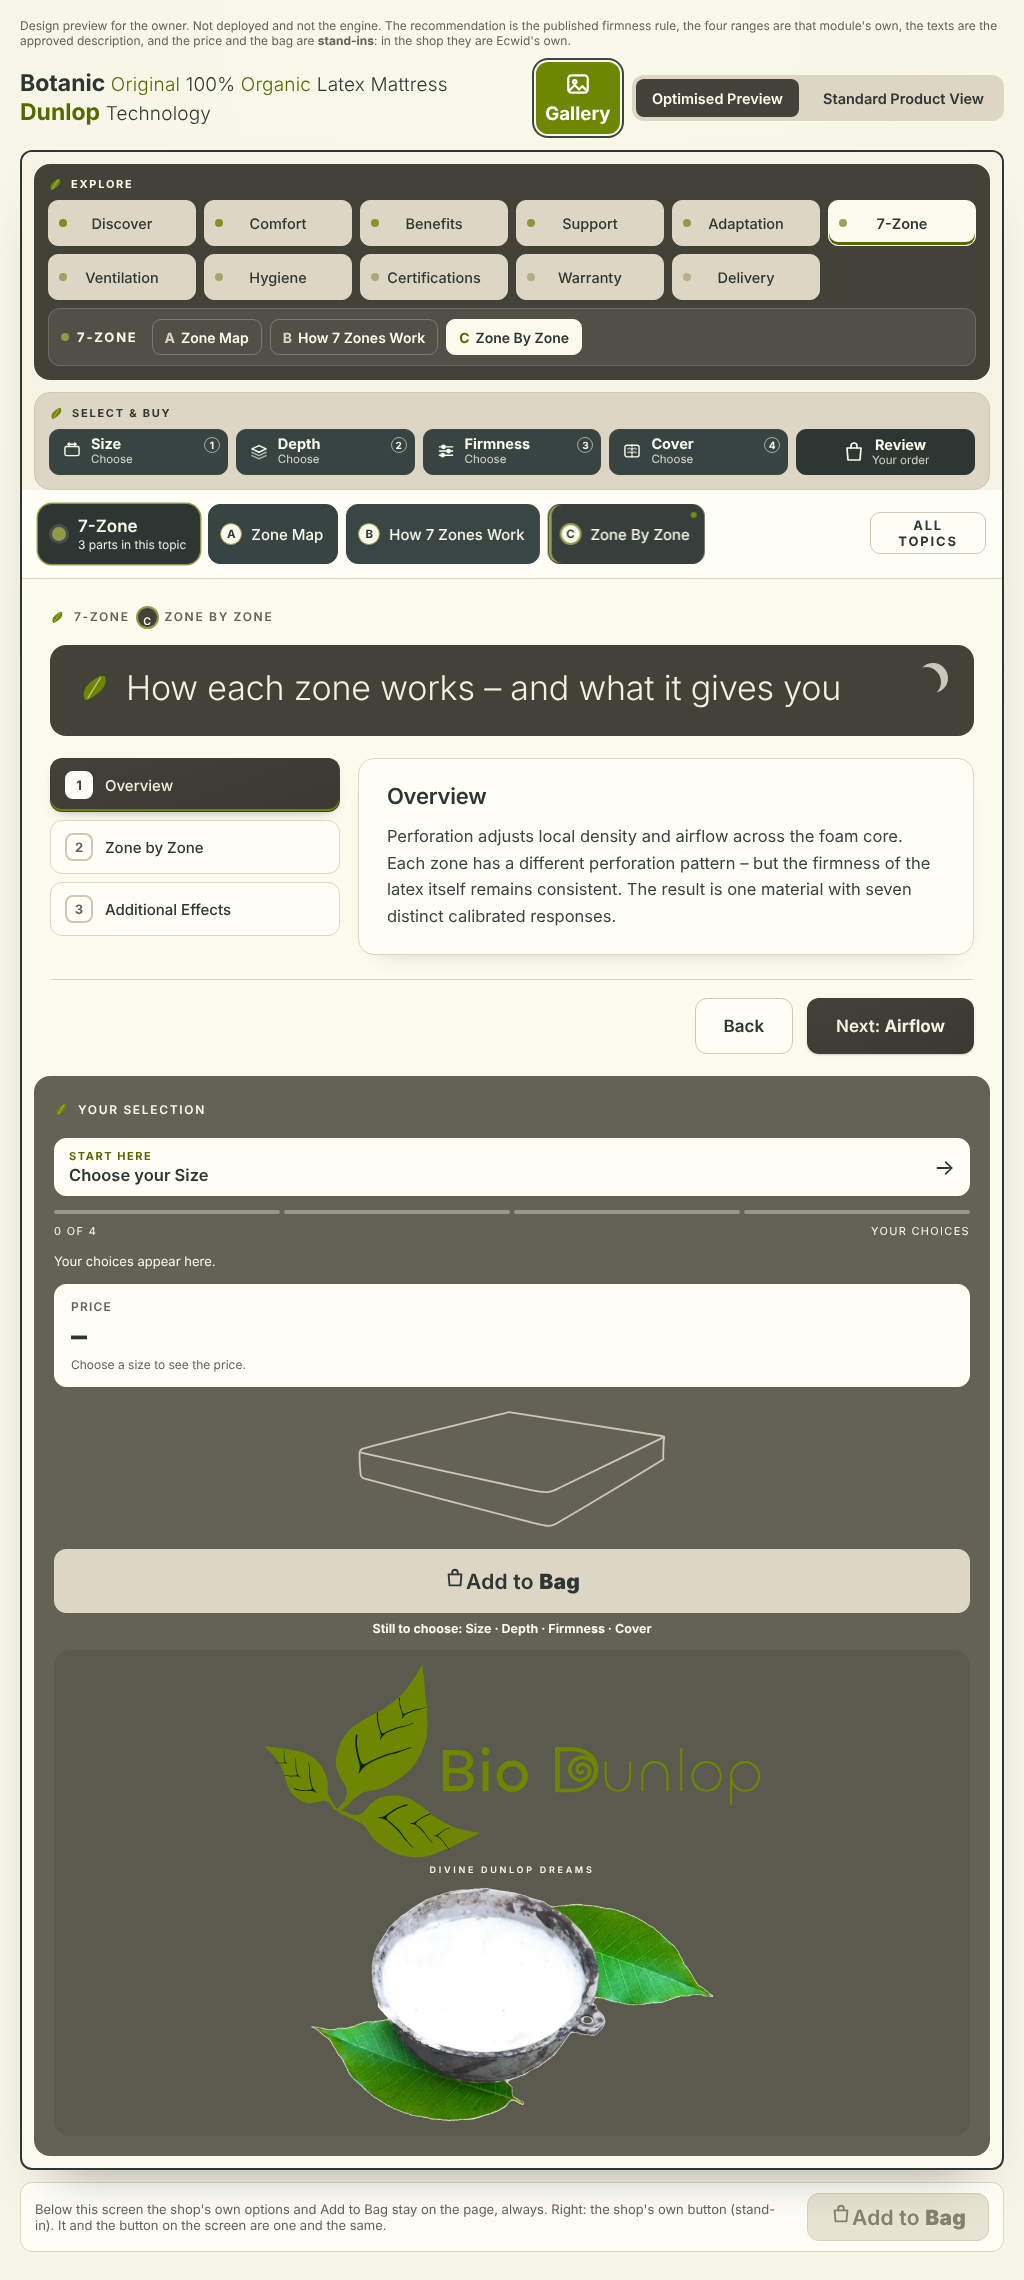 Design preview for the owner. Not deployed and not the engine. The recommendation is the published firmness rule, the four ranges are that module's own, the texts are the
approved description, and the price and the bag are stand-ins: in the shop they are Ecwid's own.
Botanic Original 100% Organic Latex Mattress
Dunlop Technology
Gallery
Optimised Preview
Standard Product View
EXPLORE
Discover
Comfort
Benefits
Support
Adaptation
7-Zone
Ventilation
Hygiene
Certifications
Warranty
Delivery
7-ZONE
A Zone Map
B How 7 Zones Work
C Zone By Zone
SELECT & BUY
Size
Choose
1
Depth
Choose
2
Firmness
Choose
3
Cover
Choose
4
Review
Your order
7-Zone
3 parts in this topic
A Zone Map
B How 7 Zones Work
C Zone By Zone
ALL
TOPICS
7-ZONE C ZONE BY ZONE
How each zone works – and what it gives you
1 Overview
2 Zone by Zone
3 Additional Effects
Overview
Perforation adjusts local density and airflow across the foam core.
Each zone has a different perforation pattern – but the firmness of the
latex itself remains consistent. The result is one material with seven
distinct calibrated responses.
Back
Next: Airflow
YOUR SELECTION
START HERE
Choose your Size
0 OF 4
YOUR CHOICES
Your choices appear here.
PRICE
–
Choose a size to see the price.
Add to Bag
Still to choose: Size · Depth · Firmness · Cover
Bio Dunlop
DIVINE DUNLOP DREAMS
Below this screen the shop's own options and Add to Bag stay on the page, always. Right: the shop's own button (stand-
in). It and the button on the screen are one and the same.
Add to Bag